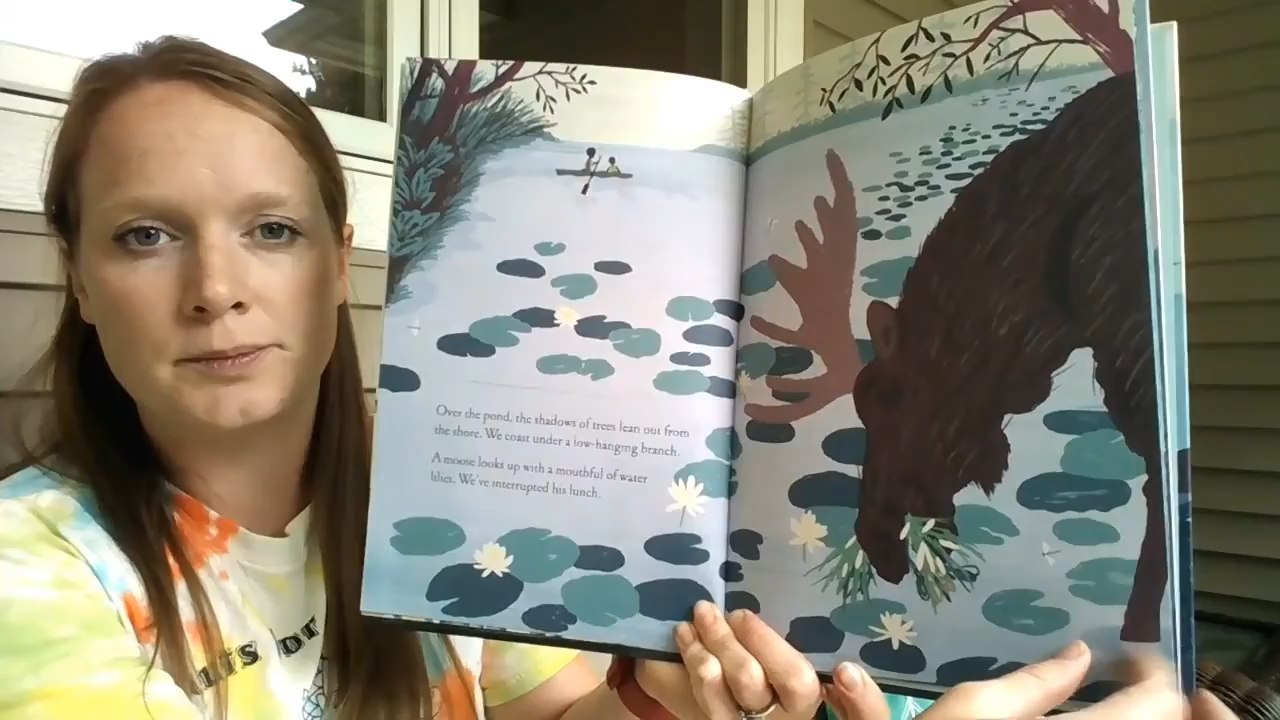 Over the pond, the shadows of trees lean out from
the shore. We coast under a low-hanging branch.
A moose looks up with a mouthful of water
lilies. We've interrupted his lunch.